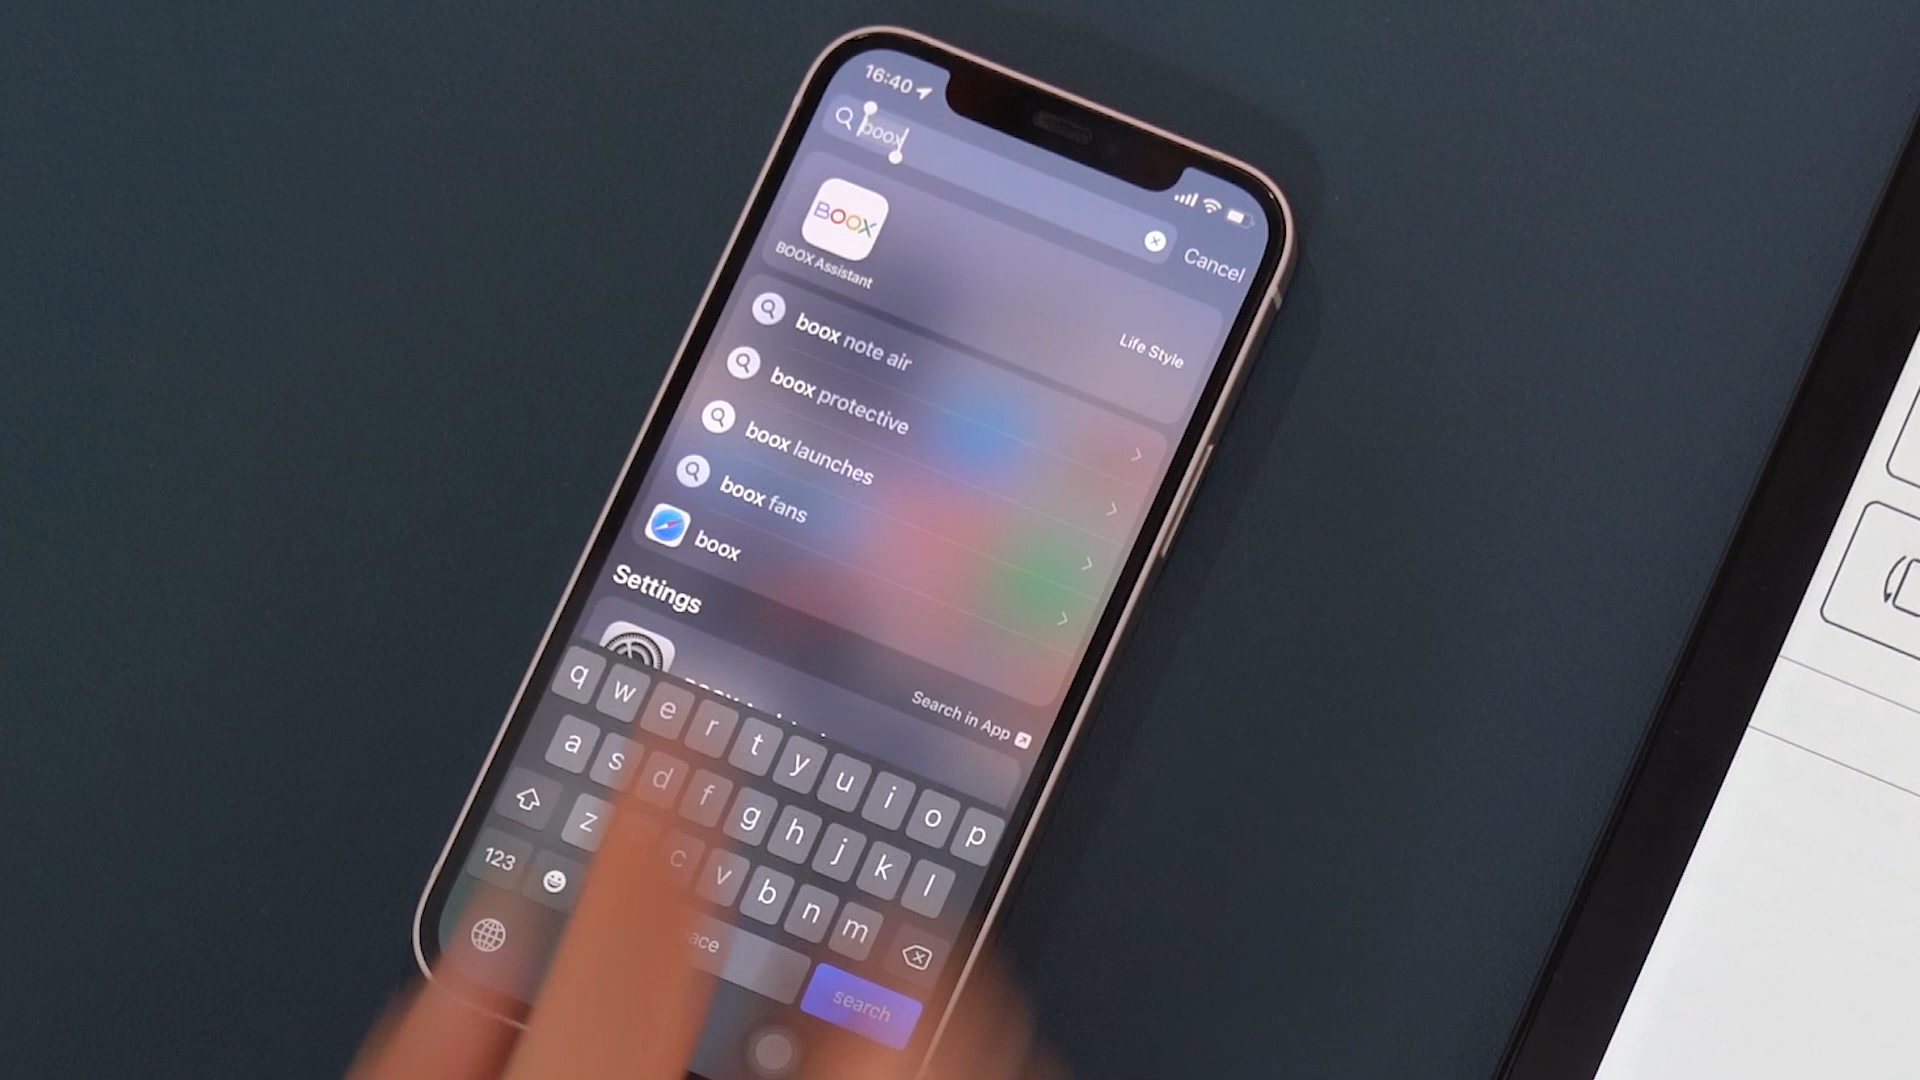 16:40
boox
Cancel
BOOX
BOOX Assistant
Life Style
boox note air
boox protective
boox launches
boox fans
boox
Settings
Search in App
q w e r t y u i o p
a s d f g h j k l
z c v b n m
123
search